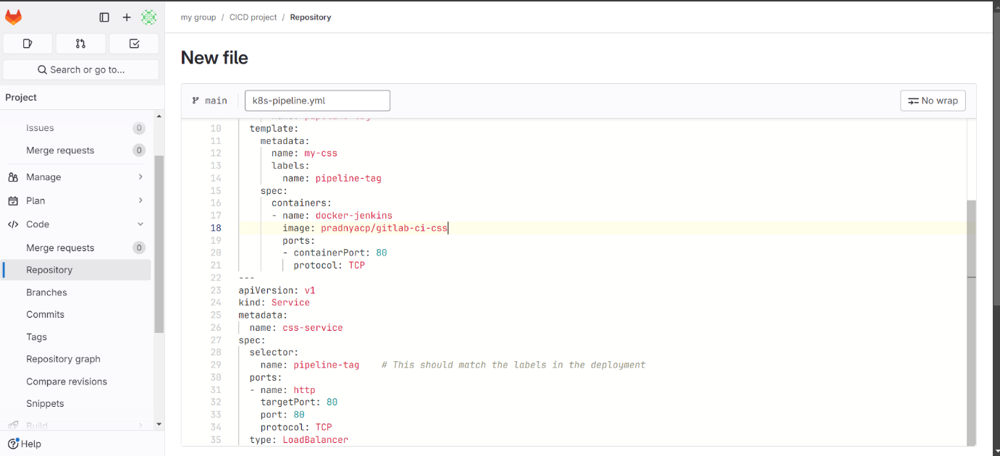 my group / CICD project / Repository
Search or go to...
Project
Issues 0
Merge requests 0
Manage
Plan
Code
Merge requests 0
Repository
Branches
Commits
Tags
Repository graph
Compare revisions
Snippets
Build
Help
New file
main
k8s-pipeline.yml
No wrap
10 template:
11 metadata:
12 name: my-css
13 labels:
14 name: pipeline-tag
15 spec:
16 containers:
17 - name: docker-jenkins
18 image: pradnyacp/gitlab-ci-css
19 ports:
20 - containerPort: 80
21 protocol: TCP
22 ---
23 apiVersion: v1
24 kind: Service
25 metadata:
26 name: css-service
27 spec:
28 selector:
29 name: pipeline-tag # This should match the labels in the deployment
30 ports:
31 - name: http
32 targetPort: 80
33 port: 80
34 protocol: TCP
35 type: LoadBalancer